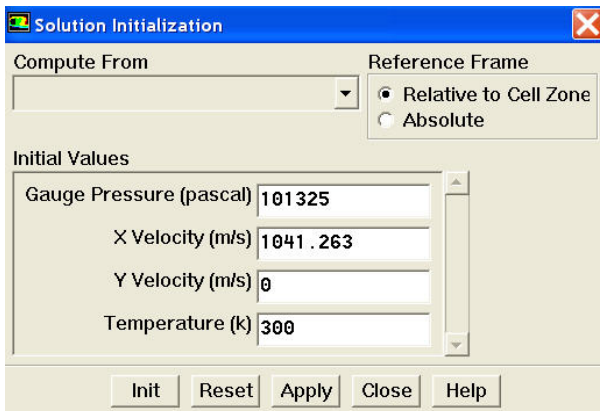 Solution Initialization
Compute From
Reference Frame
Relative to Cell Zone
Absolute
Initial Values
Gauge Pressure (pascal) 101325
X Velocity (m/s) 1041.263
Y Velocity (m/s) 0
Temperature (k) 300
Init Reset Apply Close Help